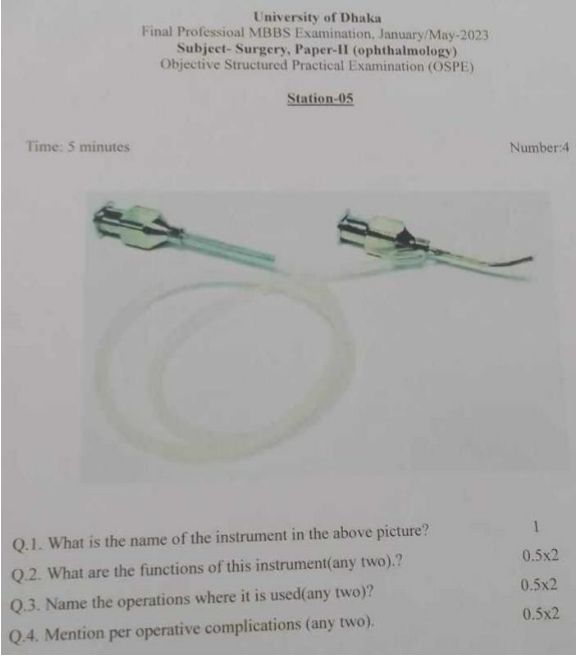 University of Dhaka
Final Professioal MBBS Examination, January/May-2023
Subject- Surgery, Paper-II (ophthalmology)
Objective Structured Practical Examination (OSPE)
Station-05
Time: 5 minutes Number:4
Q.1. What is the name of the instrument in the above picture? 1
Q.2. What are the functions of this instrument(any two).? 0.5x2
Q.3. Name the operations where it is used(any two)? 0.5x2
Q.4. Mention per operative complications (any two). 0.5x2